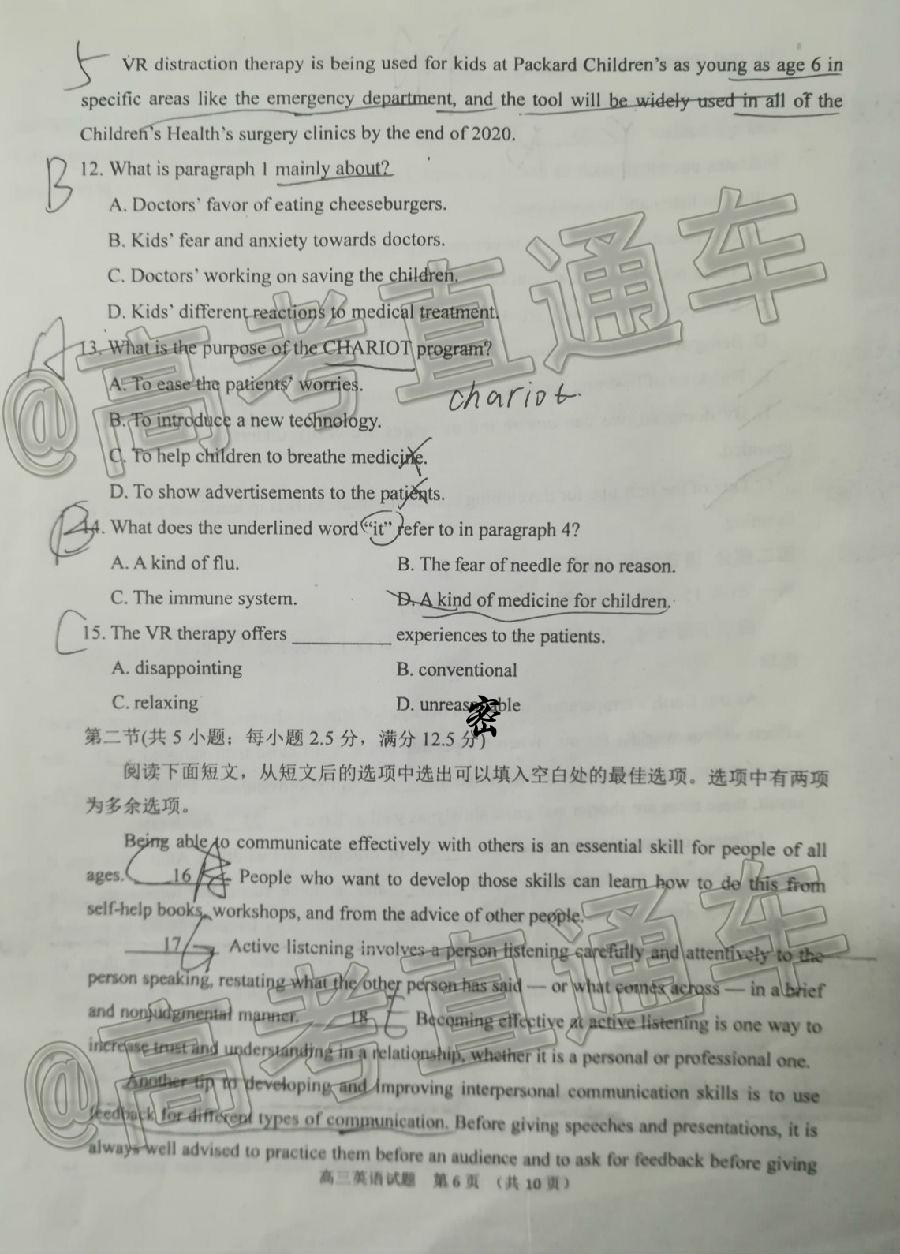 5 VR distraction therapy is being used for kids at Packard Children's as young as age 6 in
specific areas like the emergency department, and the tool will be widely used in all of the
Children's Health's surgery clinics by the end of 2020.
B 12. What is paragraph 1 mainly about?
A. Doctors' favor of eating cheeseburgers.
B. Kids' fear and anxiety towards doctors.
C. Doctors' working on saving the children.
D. Kids' different reactions to medical treatment.
A 13. What is the purpose of the CHARIOT program?
A. To ease the patients' worries.
chariot
B. To introduce a new technology.
C. To help children to breathe medicine.
D. To show advertisements to the patients.
B 14. What does the underlined word "it" refer to in paragraph 4?
A. A kind of flu. B. The fear of needle for no reason.
C. The immune system. D. A kind of medicine for children.
C 15. The VR therapy offers __________ experiences to the patients.
A. disappointing B. conventional
C. relaxing D. unreasonable
密
第二节(共 5 小题；每小题 2.5 分，满分 12.5 分)
阅读下面短文，从短文后的选项中选出可以填入空白处的最佳选项。选项中有两项
为多余选项。
Being able to communicate effectively with others is an essential skill for people of all
ages. 16 People who want to develop those skills can learn how to do this from
self-help books, workshops, and from the advice of other people.
17 G Active listening involves a person listening carefully and attentively to the
person speaking, restating what the other person has said — or what comes across — in a brief
and nonjudgmental manner. 18 Becoming effective at active listening is one way to
increase trust and understanding in a relationship, whether it is a personal or professional one.
Another tip to developing and improving interpersonal communication skills is to use
feedback for different types of communication. Before giving speeches and presentations, it is
always well advised to practice them before an audience and to ask for feedback before giving
高三英语试题 第 6 页 （共 10 页）
@高考直通车
@高考直通车